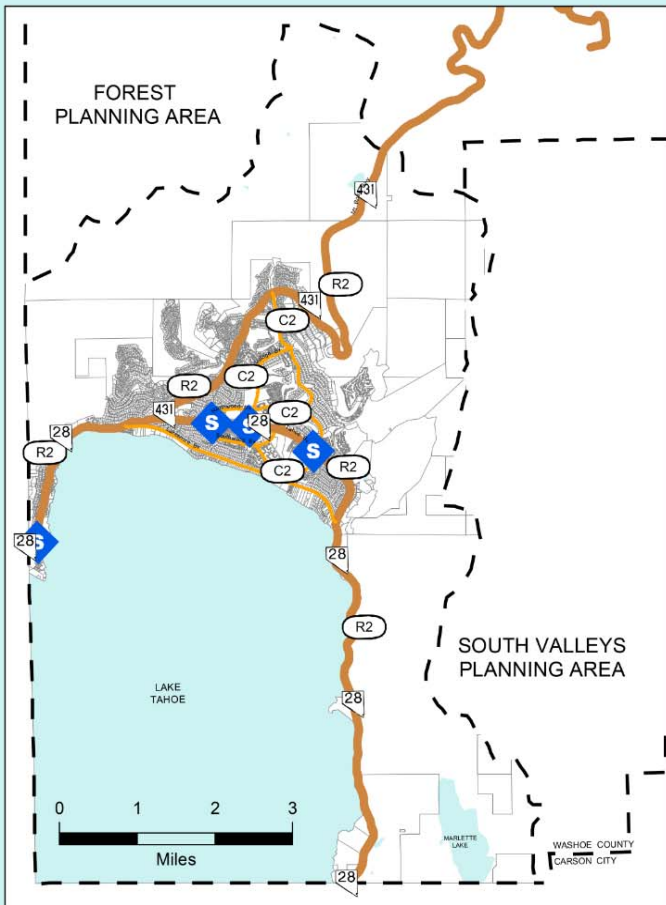 FOREST
PLANNING AREA
431
R2
431
C2
R2
C2
431
C2
28
S
S
28
R2
S
C2
R2
S
28
28
R2
SOUTH VALLEYS
PLANNING AREA
LAKE
TAHOE
28
0 1 2 3
Miles
MARLETTE
LAKE
WASHOE COUNTY
CARSON CITY
28